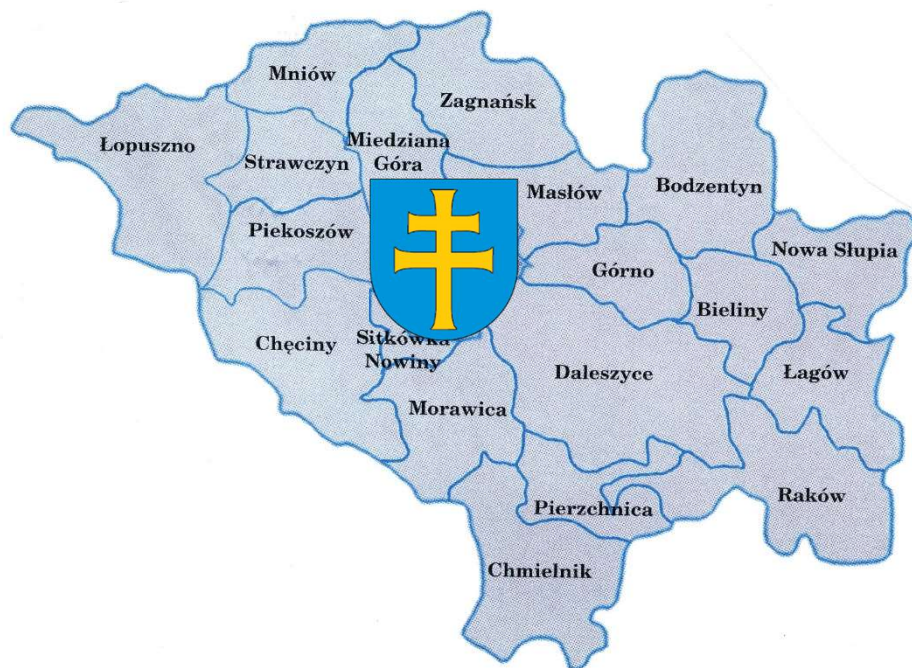 Mniów
Zagnańsk
Łopuszno
Miedziana
Góra
Strawczyn
Masłów
Bodzentyn
Piekoszów
Nowa Słupia
Górno
Bieliny
Chęciny
Sitkówka
Nowiny
Daleszyce
Łagów
Morawica
Raków
Pierzchnica
Chmielnik